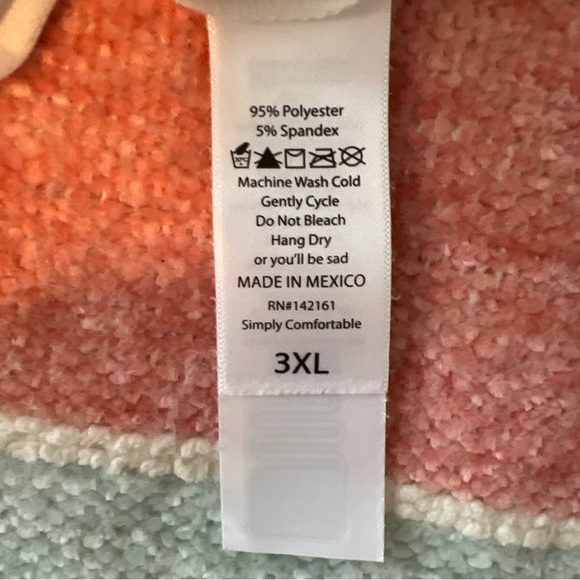 95% Polyester
5% Spandex
Machine Wash Cold
Gently Cycle
Do Not Bleach
Hang Dry
or you'll be sad
MADE IN MEXICO
RN#142161
Simply Comfortable
3XL